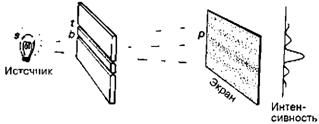 s
t
b
p
Источник
Экран
Интен-
сивность